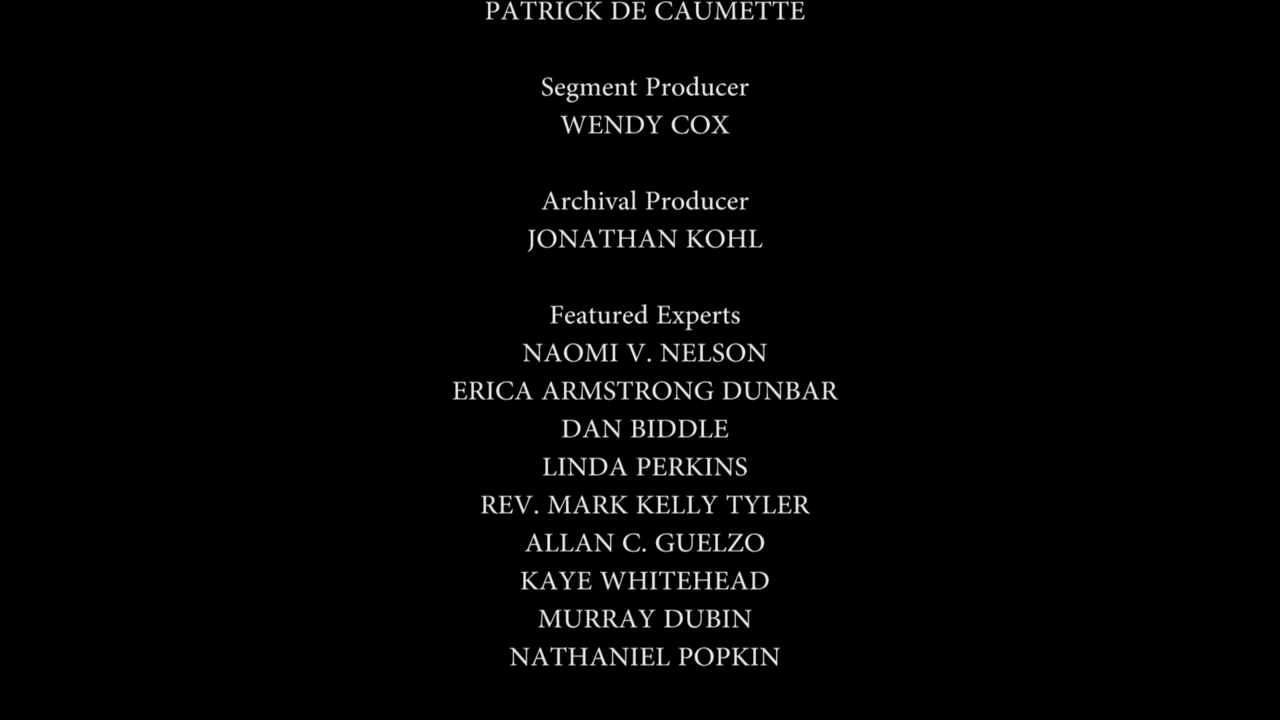 PATRICK DE CAUMETTE
Segment Producer
WENDY COX
Archival Producer
JONATHAN KOHL
Featured Experts
NAOMI V. NELSON
ERICA ARMSTRONG DUNBAR
DAN BIDDLE
LINDA PERKINS
REV. MARK KELLY TYLER
ALLAN C. GUELZO
KAYE WHITEHEAD
MURRAY DUBIN
NATHANIEL POPKIN